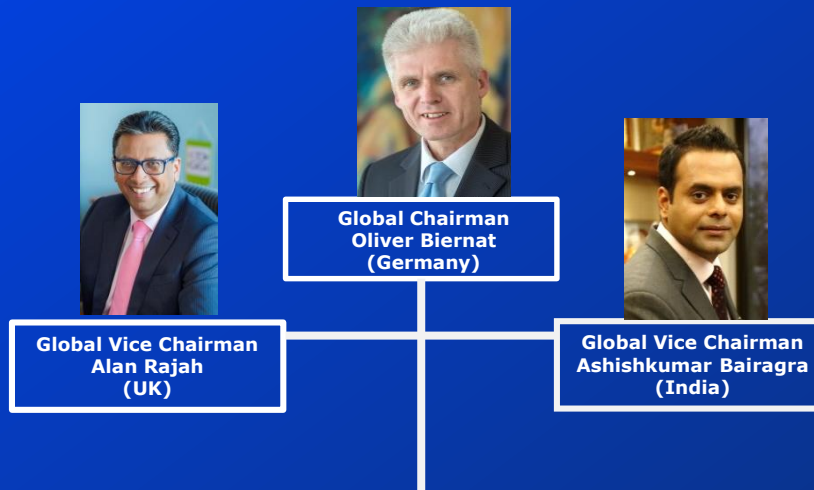 Global Chairman
Oliver Biernat
(Germany)
Global Vice Chairman
Alan Rajah
(UK)
Global Vice Chairman
Ashishkumar Bairagra
(India)